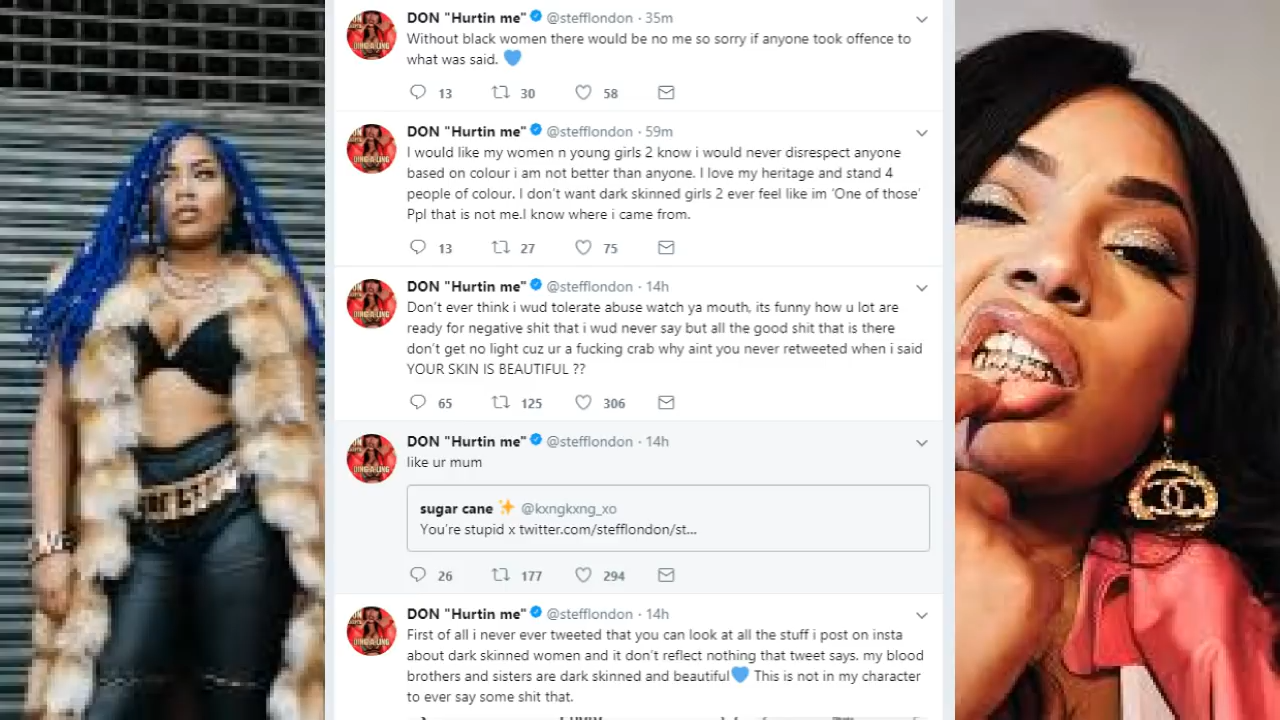 DON "Hurtin me" @stefflondon · 35m
Without black women there would be no me so sorry if anyone took offence to
what was said. 💙
13 30 58
DON "Hurtin me" @stefflondon · 59m
I would like my women n young girls 2 know i would never disrespect anyone
based on colour i am not better than anyone. I love my heritage and stand 4
people of colour. I don't want dark skinned girls 2 ever feel like im 'One of those'
Ppl that is not me.I know where i came from.
13 27 75
DON "Hurtin me" @stefflondon · 14h
Don't ever think i wud tolerate abuse watch ya mouth, its funny how u lot are
ready for negative shit that i wud never say but all the good shit that is there
don't get no light cuz ur a fucking crab why aint you never retweeted when i said
YOUR SKIN IS BEAUTIFUL ??
65 125 306
DON "Hurtin me" @stefflondon · 14h
like ur mum
sugar cane ✨ @kxngkxng_xo
You're stupid x twitter.com/stefflondon/st...
26 177 294
DON "Hurtin me" @stefflondon · 14h
First of all i never ever tweeted that you can look at all the stuff i post on insta
about dark skinned women and it don't reflect nothing that tweet says. my blood
brothers and sisters are dark skinned and beautiful💙 This is not in my character
to ever say some shit that.